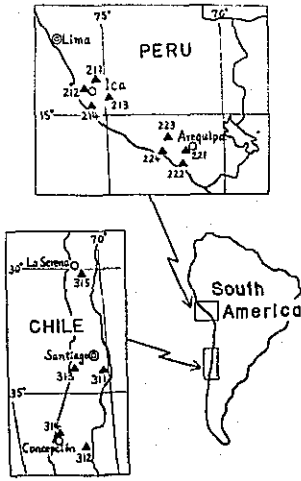 75°
70°
Lima
PERU
211
Ica
212
213
214
15°
223
Arequipa
221
224
222
70°
La Serena
30°
315
South
America
CHILE
Santiago
313
311
35°
314
Concepción
312